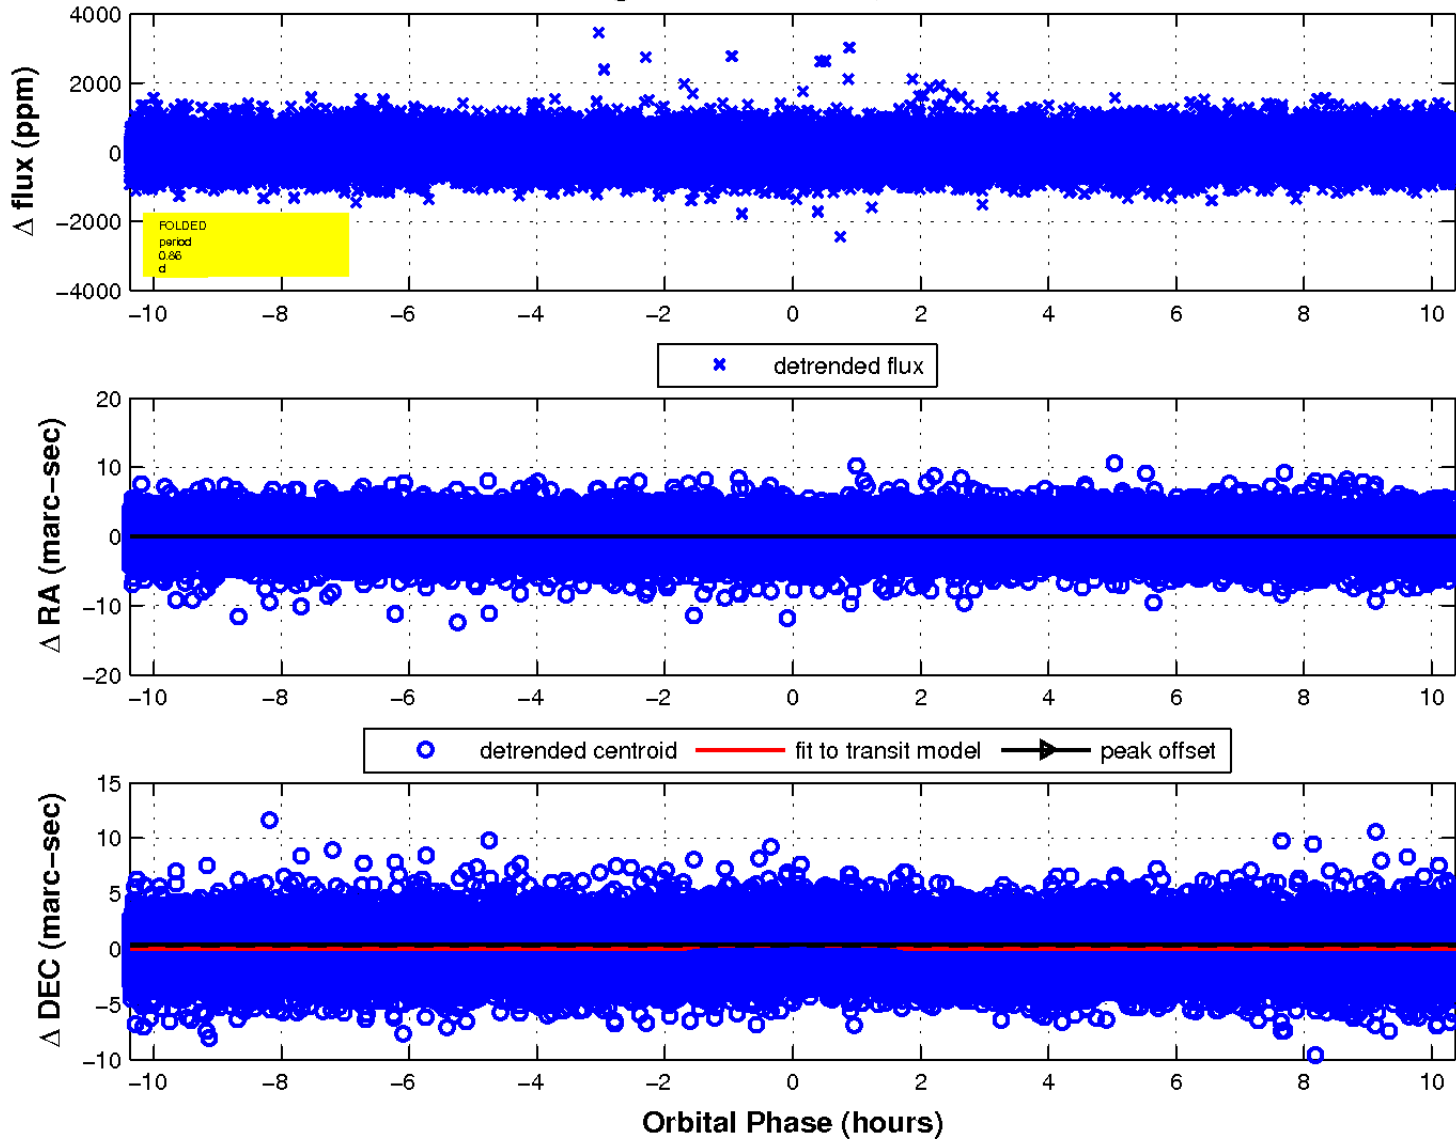 4000
2000
0
−2000
−4000
Δ flux (ppm)
FOLDED
period
0.86
d
−10 −8 −6 −4 −2 0 2 4 6 8 10
detrended flux
20
10
0
−10
−20
Δ RA (marc−sec)
−10 −8 −6 −4 −2 0 2 4 6 8 10
detrended centroid fit to transit model peak offset
15
10
5
0
−5
−10
Δ DEC (marc−sec)
−10 −8 −6 −4 −2 0 2 4 6 8 10
Orbital Phase (hours)